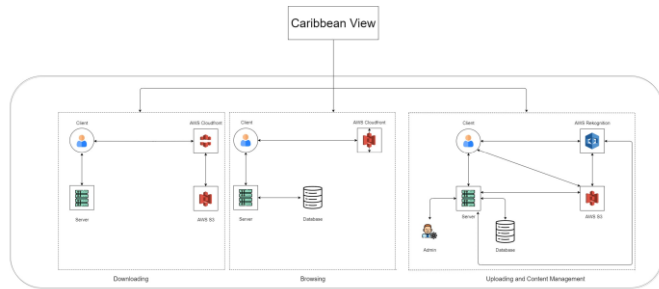 Caribbean View
Client
AWS Cloudfront
Server
AWS S3
Downloading
Client
AWS Cloudfront
Server
Database
Browsing
Client
AWS Rekognition
Server
AWS S3
Admin
Database
Uploading and Content Management